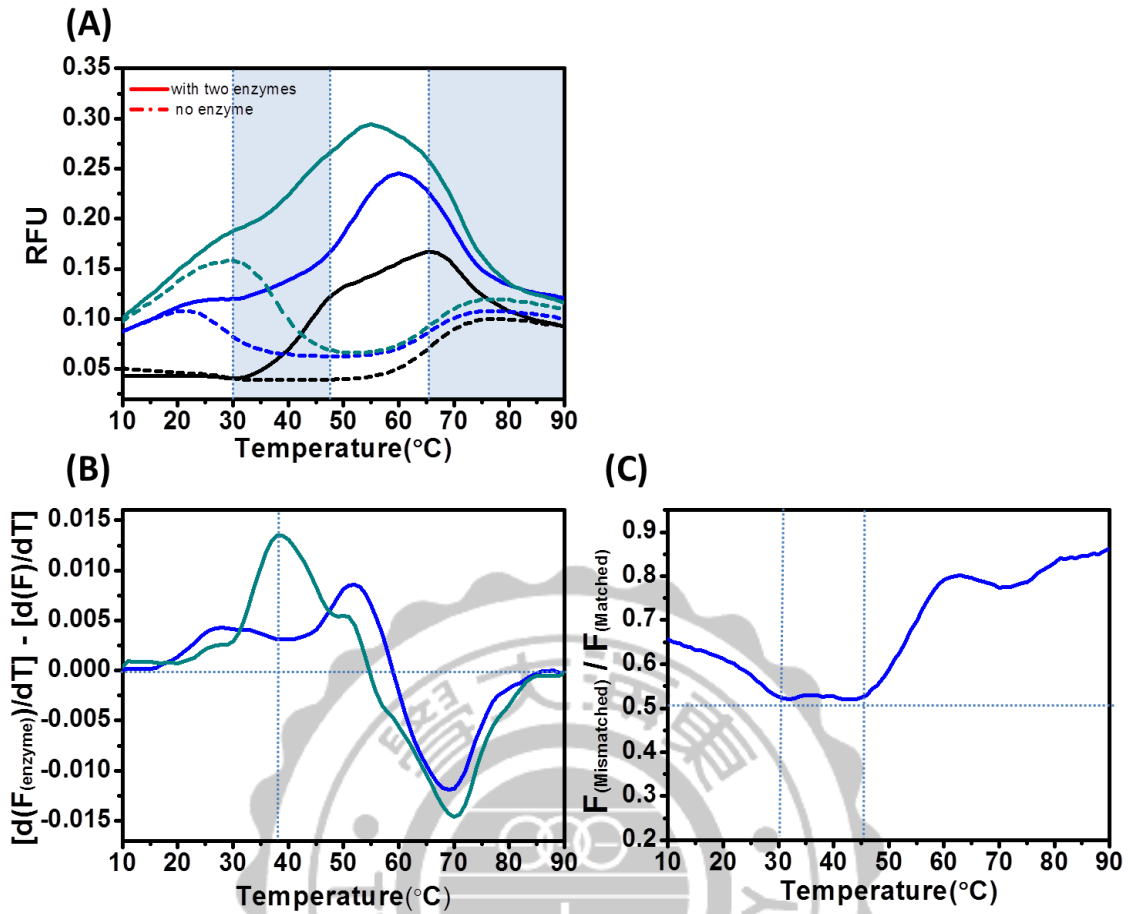 (A)
0.35
0.30
0.25
0.20
0.15
0.10
0.05
RFU
with two enzymes
no enzyme
10 20 30 40 50 60 70 80 90
Temperature(°C)
(B)
0.015
0.010
0.005
0.000
-0.005
-0.010
-0.015
[d(F(enzyme))/dT] - [d(F)/dT]
10 20 30 40 50 60 70 80 90
Temperature(°C)
(C)
0.9
0.8
0.7
0.6
0.5
0.4
0.3
0.2
F(Mismatched) / F(Matched)
10 20 30 40 50 60 70 80 90
Temperature(°C)